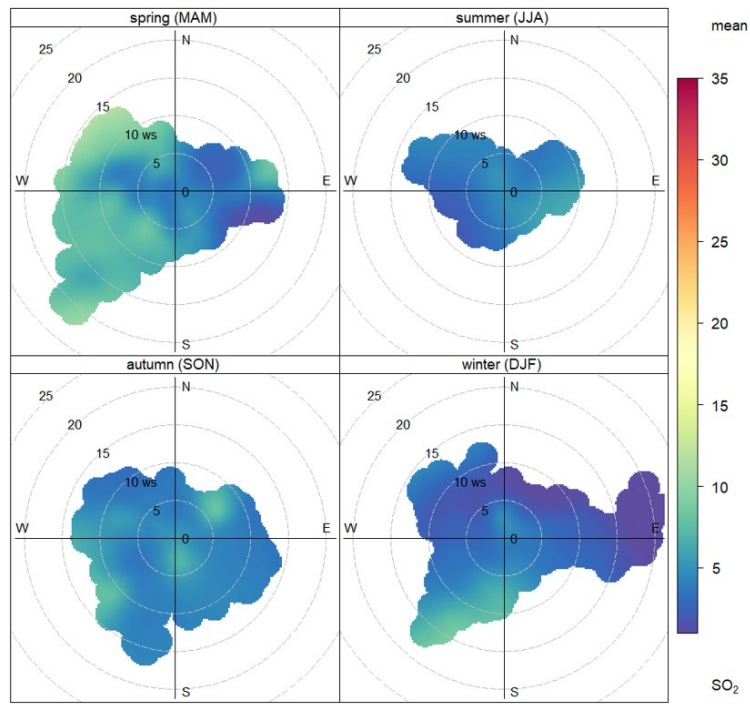 spring (MAM)
25
20
15
10 ws
5
0
N
W
E
S
summer (JJA)
25
20
15
10 ws
5
0
N
W
E
S
autumn (SON)
25
20
15
10 ws
5
0
N
W
E
S
winter (DJF)
25
20
15
10 ws
5
0
N
W
E
S
mean
35
30
25
20
15
10
5
SO₂